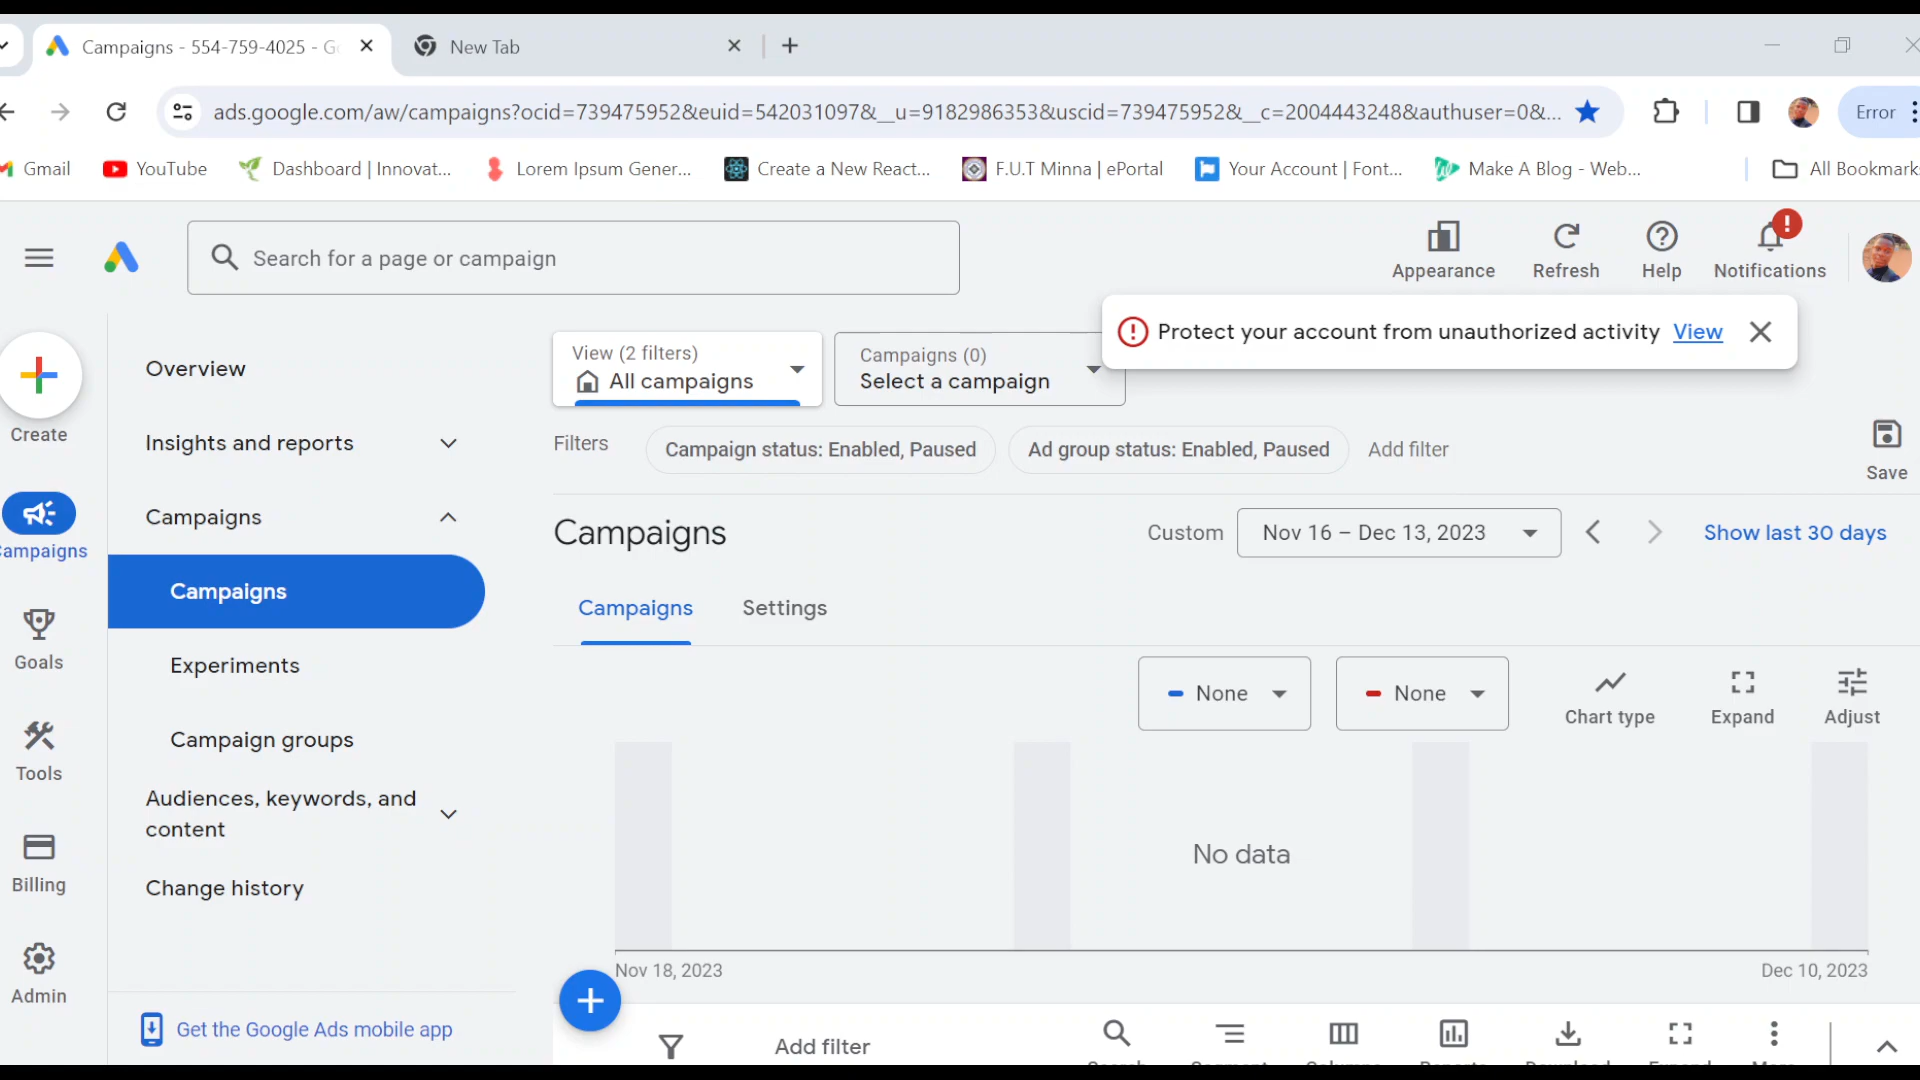 Campaigns - 554-759-4025 - Go
New Tab
ads.google.com/aw/campaigns?ocid=739475952&euid=542031097&__u=9182986353&uscid=739475952&__c=2004443248&authuser=0&...
Error
Gmail
YouTube
Dashboard | Innovat...
Lorem Ipsum Gener...
Create a New React...
F.U.T Minna | ePortal
Your Account | Font...
Make A Blog - Web...
All Bookmarks
Search for a page or campaign
Appearance
Refresh
Help
Notifications
Protect your account from unauthorized activity View
Create
Campaigns
Goals
Tools
Billing
Admin
Overview
Insights and reports
Campaigns
Campaigns
Experiments
Campaign groups
Audiences, keywords, and
content
Change history
Get the Google Ads mobile app
View (2 filters)
All campaigns
Campaigns (0)
Select a campaign
Filters
Campaign status: Enabled, Paused
Ad group status: Enabled, Paused
Add filter
Save
Campaigns
Custom
Nov 16 – Dec 13, 2023
Show last 30 days
Campaigns
Settings
None
None
Chart type
Expand
Adjust
No data
Nov 18, 2023
Dec 10, 2023
Add filter